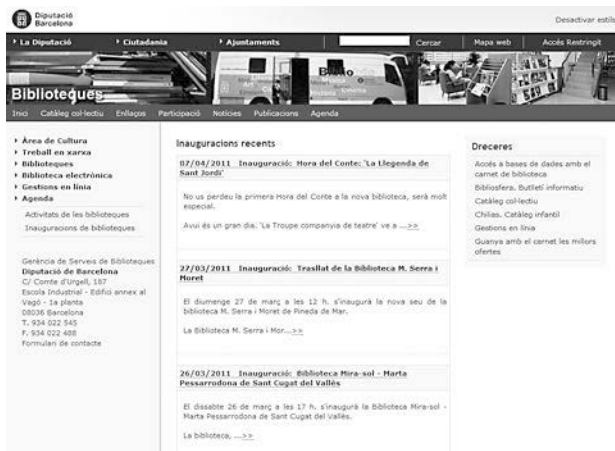 Diputació
Barcelona
Desactivar estils
La Diputació
Ciutadania
Ajuntaments
Cercar
Mapa web
Accés Restringit
Biblioteques
Inici Catàleg col·lectiu Enllaços Participació Notícies Publicacions Agenda
Àrea de Cultura
Treball en xarxa
Biblioteques
Biblioteca electrònica
Gestions en línia
Agenda
Activitats de les biblioteques
Inauguracions de biblioteques
Gerència de Serveis de Biblioteques
Diputació de Barcelona
C/ Comte d'Urgell, 187
Escola Industrial - Edifici annex al
Vagó - 1a planta
08036 Barcelona
T. 934 022 545
F. 934 022 488
Formulari de contacte
Inauguracions recents
07/04/2011 Inauguració: Hora del Conte: 'La Llegenda de
Sant Jordi'
No us perdeu la primera Hora del Conte a la nova biblioteca, serà molt
especial.
Avui és un gran dia. 'La Troupe companyia de teatre' ve a ...>>
27/03/2011 Inauguració: Trasllat de la Biblioteca M. Serra i
Moret
El diumenge 27 de març a les 12 h. s'inaugurà la nova seu de la
biblioteca M. Serra i Moret de Pineda de Mar.
La Biblioteca M. Serra i Mor...>>
26/03/2011 Inauguració: Biblioteca Mira-sol - Marta
Pessarrodona de Sant Cugat del Vallès
El dissabte 26 de març a les 17 h. s'inaugurà la Biblioteca Mira-sol -
Marta Pessarrodona de Sant Cugat del Vallès.
La biblioteca, ...>>
Dreceres
Accés a bases de dades amb el
carnet de biblioteca
Bibliosfera. Butlletí informatiu
Catàleg col·lectiu
Chilias. Catàleg infantil
Gestions en línia
Guanya amb el carnet les millors
ofertes